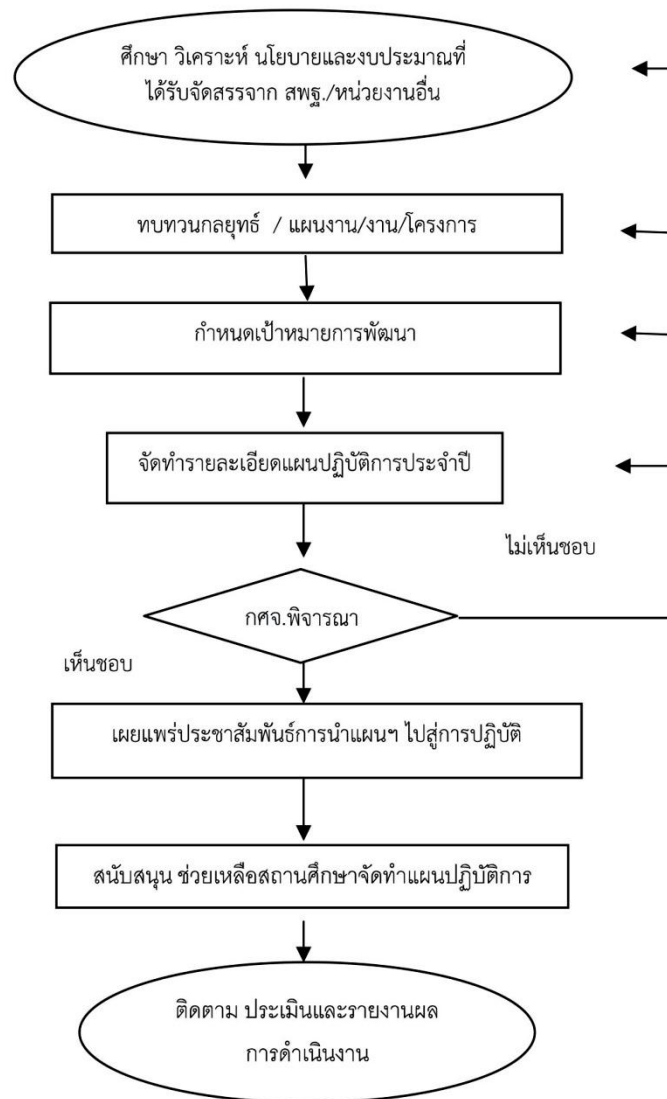 ศึกษา วิเคราะห์ นโยบายและงบประมาณที่
ได้รับจัดสรรจาก สพฐ./หน่วยงานอื่น
ทบทวนกลยุทธ์ / แผนงาน/งาน/โครงการ
กำหนดเป้าหมายการพัฒนา
จัดทำรายละเอียดแผนปฏิบัติการประจำปี
ไม่เห็นชอบ
กศจ.พิจารณา
เห็นชอบ
เผยแพร่ประชาสัมพันธ์การนำแผนฯ ไปสู่การปฏิบัติ
สนับสนุน ช่วยเหลือสถานศึกษาจัดทำแผนปฏิบัติการ
ติดตาม ประเมินและรายงานผล
การดำเนินงาน